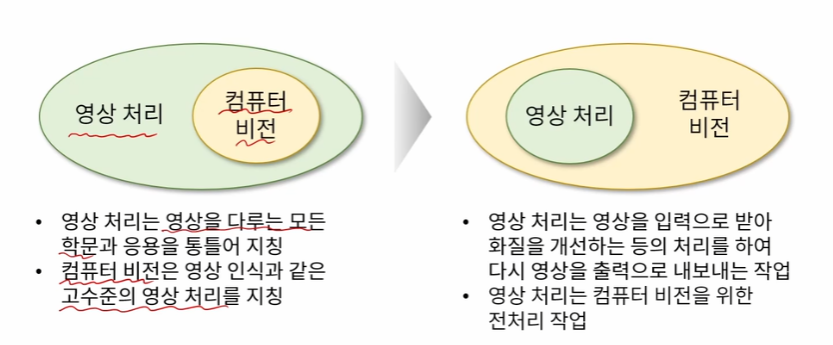 영상 처리
컴퓨터
비전
• 영상 처리는 영상을 다루는 모든
학문과 응용을 통틀어 지칭
• 컴퓨터 비전은 영상 인식과 같은
고수준의 영상 처리를 지칭
영상 처리
컴퓨터
비전
• 영상 처리는 영상을 입력으로 받아
화질을 개선하는 등의 처리를 하여
다시 영상을 출력으로 내보내는 작업
• 영상 처리는 컴퓨터 비전을 위한
전처리 작업